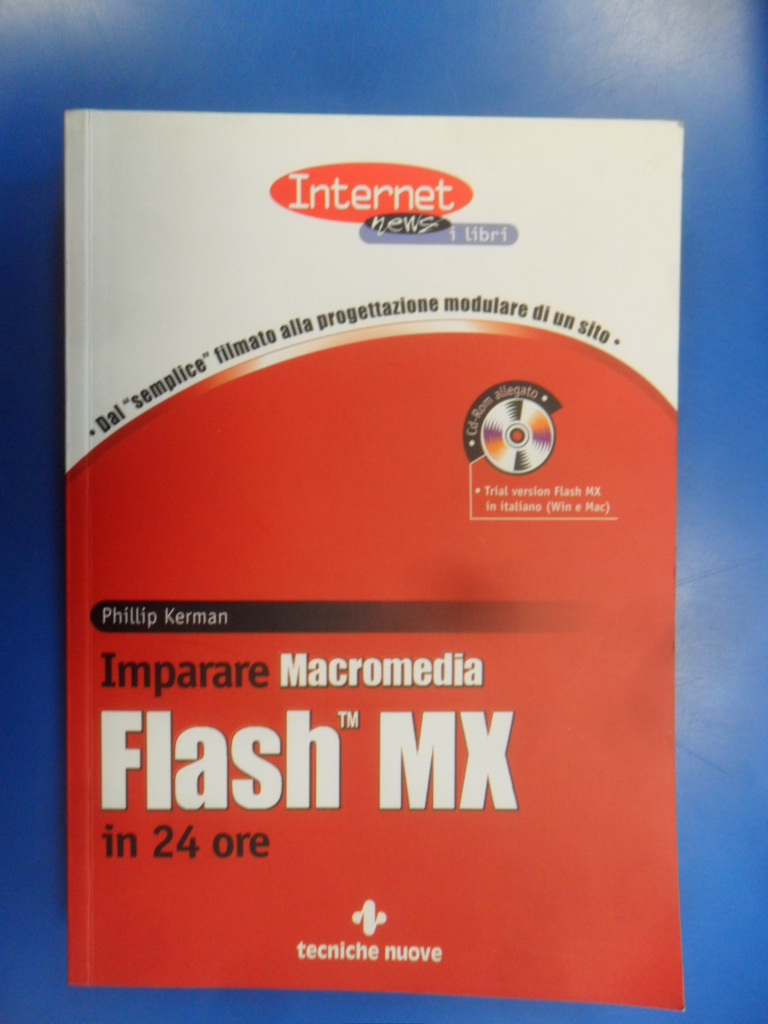 Internet
news
i libri
• Dal "semplice" filmato alla progettazione modulare di un sito •
• Cd-Rom allegato •
• Trial version Flash MX
in italiano (Win e Mac)
Phillip Kerman
Imparare Macromedia
Flash™ MX
in 24 ore
tecniche nuove